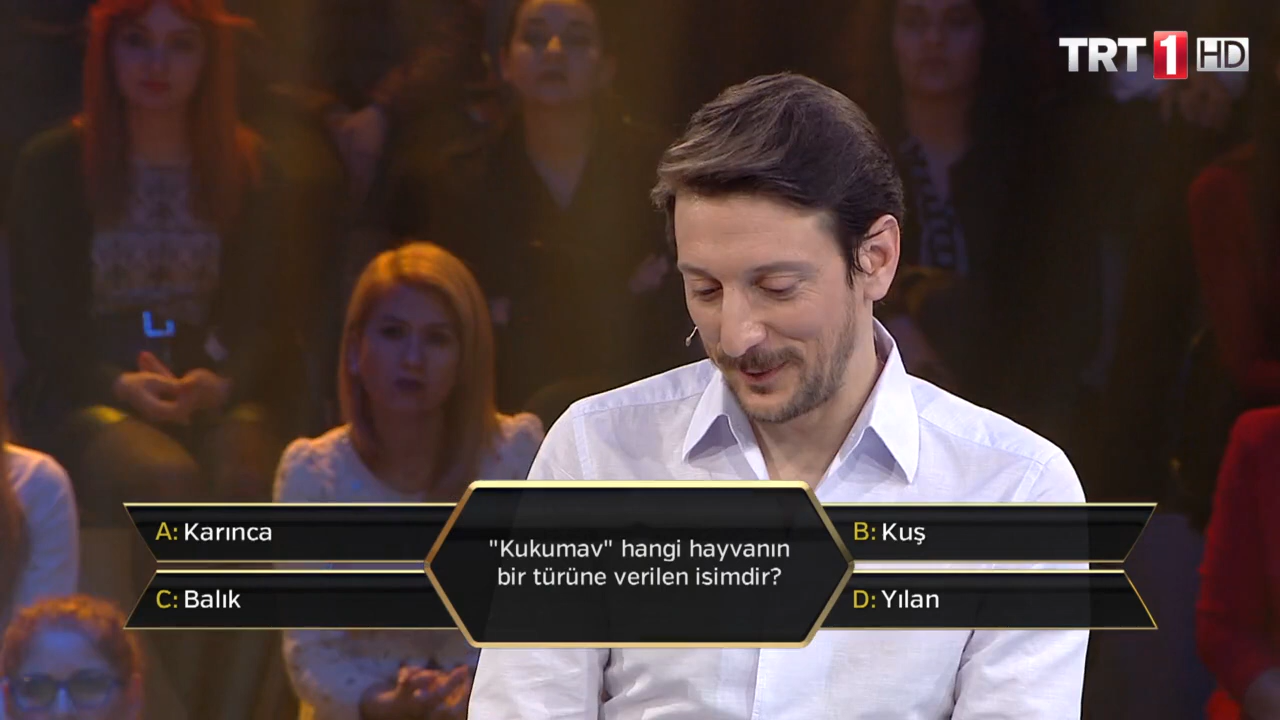 TRT 1 HD
A: Karınca
B: Kuş
"Kukumav" hangi hayvanın
bir türüne verilen isimdir?
C: Balık
D: Yılan